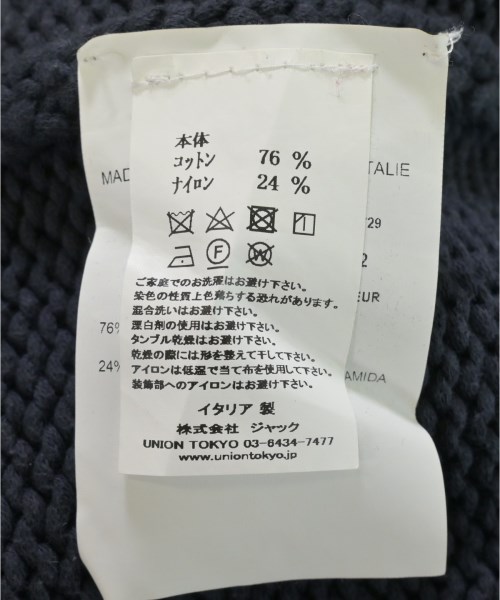 本体
コットン 76 %
ナイロン 24 %
MAD
TALIE
29
2
EUR
76%
24%
AMIDA
F
W
ご家庭でのお洗濯はお避け下さい。
染色の性質上色落ちする恐れがあります。
混合洗いはお避け下さい。
漂白剤の使用はお避け下さい。
タンブル乾燥はお避け下さい。
乾燥の際には形を整えて干して下さい。
アイロンは低温で当て布を使用して下さい。
装飾部へのアイロンはお避け下さい。
イタリア 製
株式会社 ジャック
UNION TOKYO 03-6434-7477
www.uniontokyo.jp